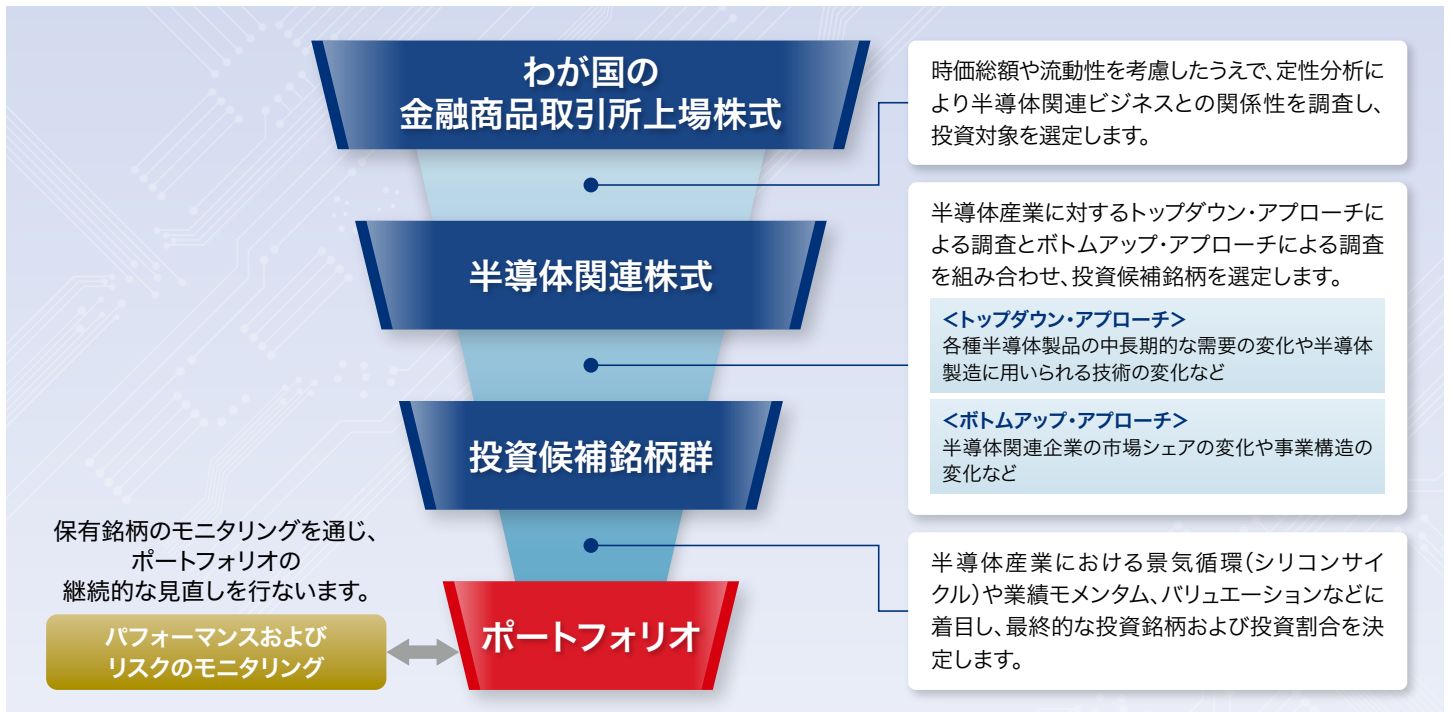 わが国の
金融商品取引所上場株式
時価総額や流動性を考慮したうえで、定性分析に
より半導体関連ビジネスとの関係性を調査し、
投資対象を選定します。
半導体関連株式
半導体産業に対するトップダウン・アプローチに
よる調査とボトムアップ・アプローチによる調査
を組み合わせ、投資候補銘柄を選定します。
<トップダウン・アプローチ>
各種半導体製品の中長期的な需要の変化や半導体
製造に用いられる技術の変化など
<ボトムアップ・アプローチ>
半導体関連企業の市場シェアの変化や事業構造の
変化など
投資候補銘柄群
半導体産業における景気循環(シリコンサイ
クル)や業績モメンタム、バリュエーションなどに
着目し、最終的な投資銘柄および投資割合を決
定します。
ポートフォリオ
保有銘柄のモニタリングを通じ、
ポートフォリオの
継続的な見直しを行ないます。
パフォーマンスおよび
リスクのモニタリング